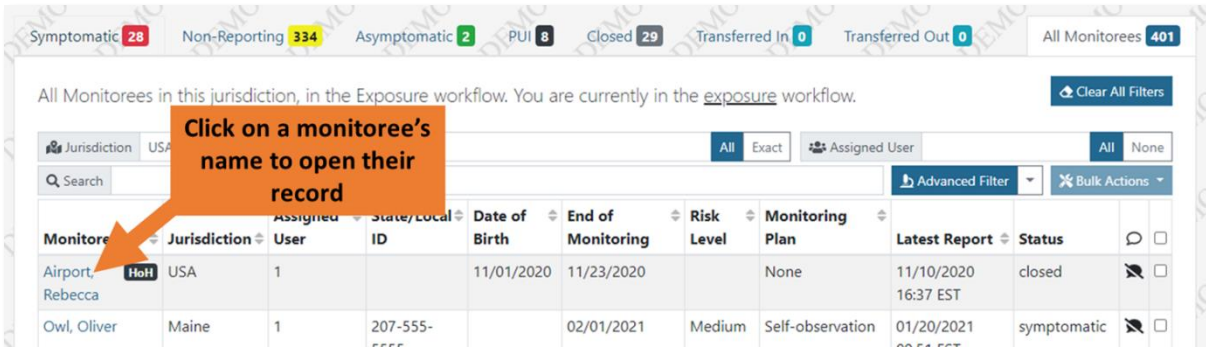 Symptomatic 28 Non-Reporting 334 Asymptomatic 2 PUI 8 Closed 29 Transferred In 0 Transferred Out 0 All Monitorees 401
All Monitorees in this jurisdiction, in the Exposure workflow. You are currently in the exposure workflow. Clear All Filters
Click on a monitoree's
name to open their
record
Jurisdiction USA All Exact Assigned User All None
Search Advanced Filter Bulk Actions
Monitoree Jurisdiction Assigned User State/Local ID Date of Birth End of Monitoring Risk Level Monitoring Plan Latest Report Status
Airport, HoH USA 1 11/01/2020 11/23/2020 None 11/10/2020 closed
Rebecca 16:37 EST
Owl, Oliver Maine 1 207-555- 02/01/2021 Medium Self-observation 01/20/2021 symptomatic
DEMO